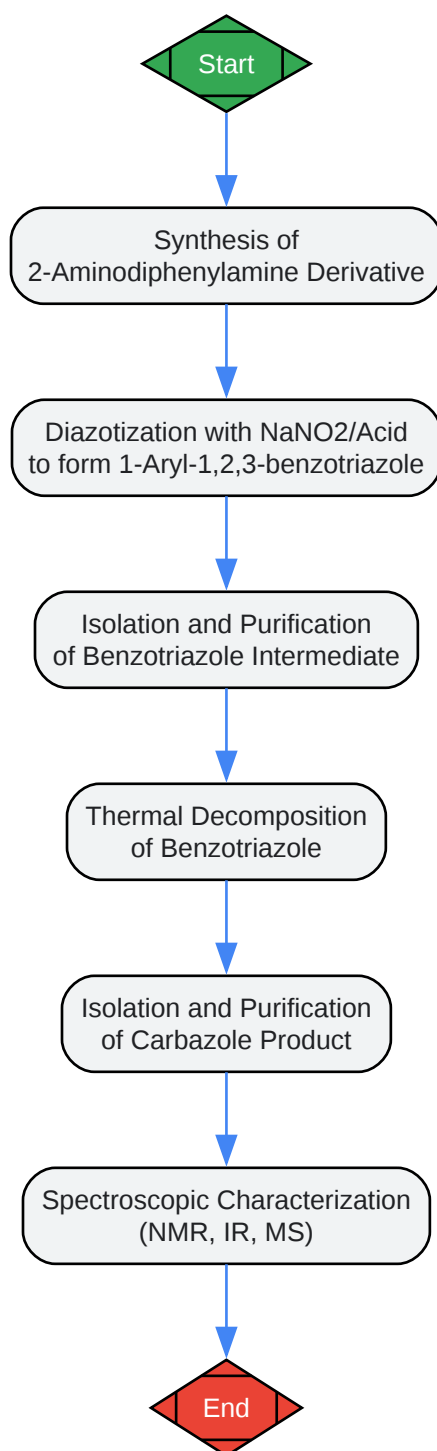 Start
Synthesis of
2-Aminodiphenylamine Derivative
Diazotization with NaNO2/Acid
to form 1-Aryl-1,2,3-benzotriazole
Isolation and Purification
of Benzotriazole Intermediate
Thermal Decomposition
of Benzotriazole
Isolation and Purification
of Carbazole Product
Spectroscopic Characterization
(NMR, IR, MS)
End